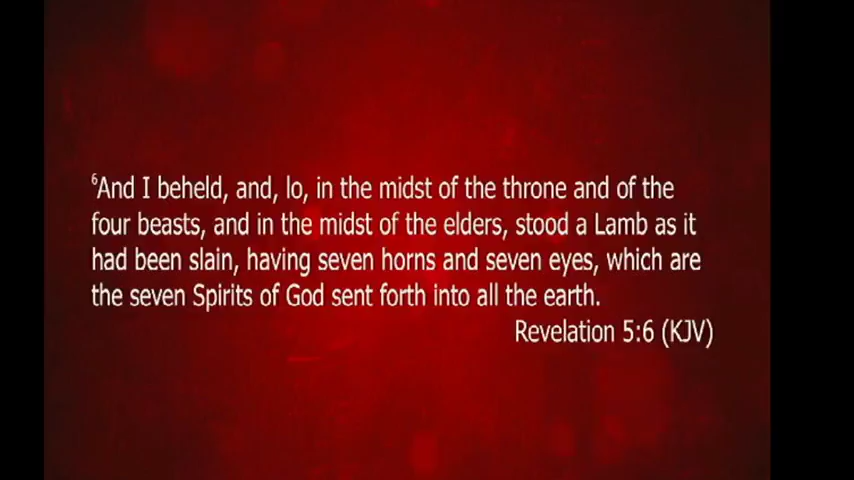 ⁶And I beheld, and, lo, in the midst of the throne and of the
four beasts, and in the midst of the elders, stood a Lamb as it
had been slain, having seven horns and seven eyes, which are
the seven Spirits of God sent forth into all the earth.
Revelation 5:6 (KJV)